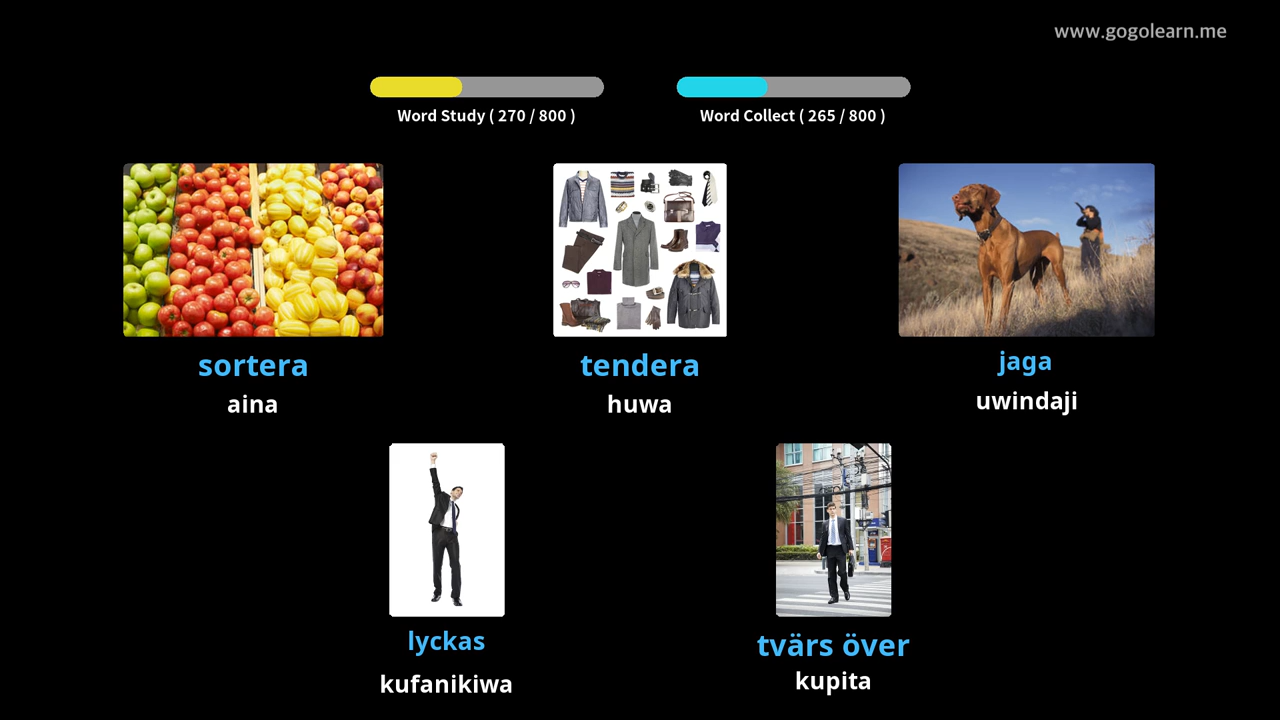 www.gogolearn.me
Word Study ( 270 / 800 )
Word Collect ( 265 / 800 )
sortera
aina
tendera
huwa
jaga
uwindaji
lyckas
kufanikiwa
tvärs över
kupita